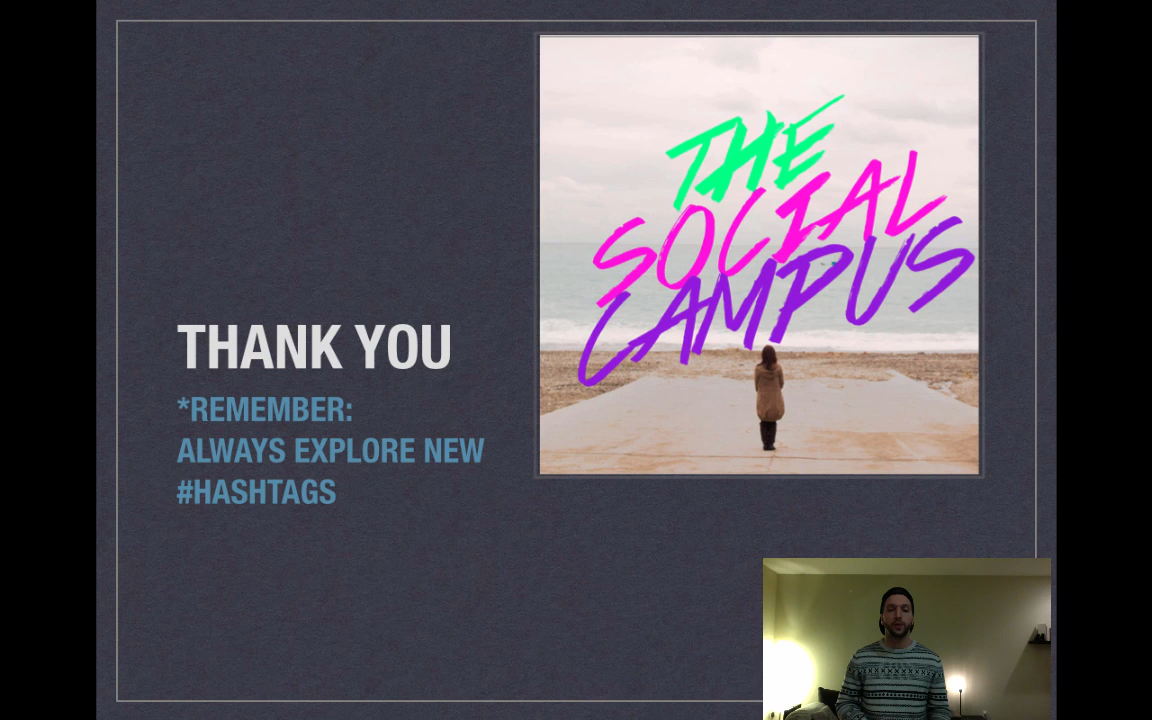 THE
SOCIAL
CAMPUS
THANK YOU
*REMEMBER:
ALWAYS EXPLORE NEW
#HASHTAGS